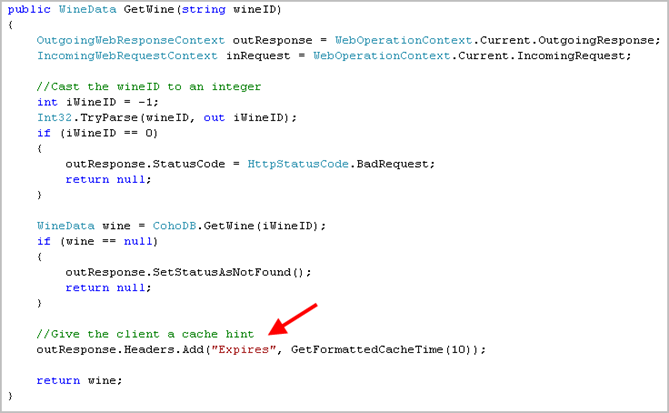 public WineData GetWine(string wineID)
{
    OutgoingWebResponseContext outResponse = WebOperationContext.Current.OutgoingResponse;
    IncomingWebRequestContext inRequest = WebOperationContext.Current.IncomingRequest;

    //Cast the wineID to an integer
    int iWineID = -1;
    Int32.TryParse(wineID, out iWineID);
    if (iWineID == 0)
    {
        outResponse.StatusCode = HttpStatusCode.BadRequest;
        return null;
    }

    WineData wine = CohoDB.GetWine(iWineID);
    if (wine == null)
    {
        outResponse.SetStatusAsNotFound();
        return null;
    }

    //Give the client a cache hint
    outResponse.Headers.Add("Expires", GetFormattedCacheTime(10));

    return wine;
}